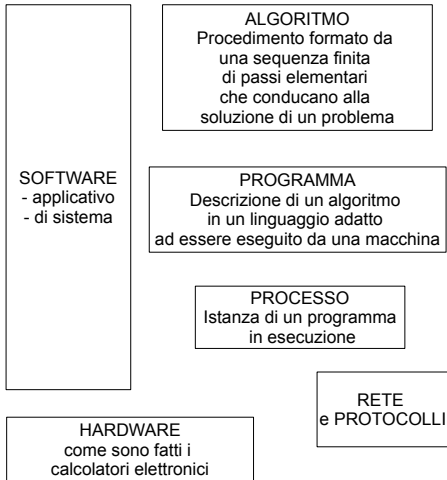 ALGORITMO
Procedimento formato da
una sequenza finita
di passi elementari
che conducano alla
soluzione di un problema
SOFTWARE
- applicativo
- di sistema
PROGRAMMA
Descrizione di un algoritmo
in un linguaggio adatto
ad essere eseguito da una macchina
PROCESSO
Istanza di un programma
in esecuzione
RETE
e PROTOCOLLI
HARDWARE
come sono fatti i
calcolatori elettronici